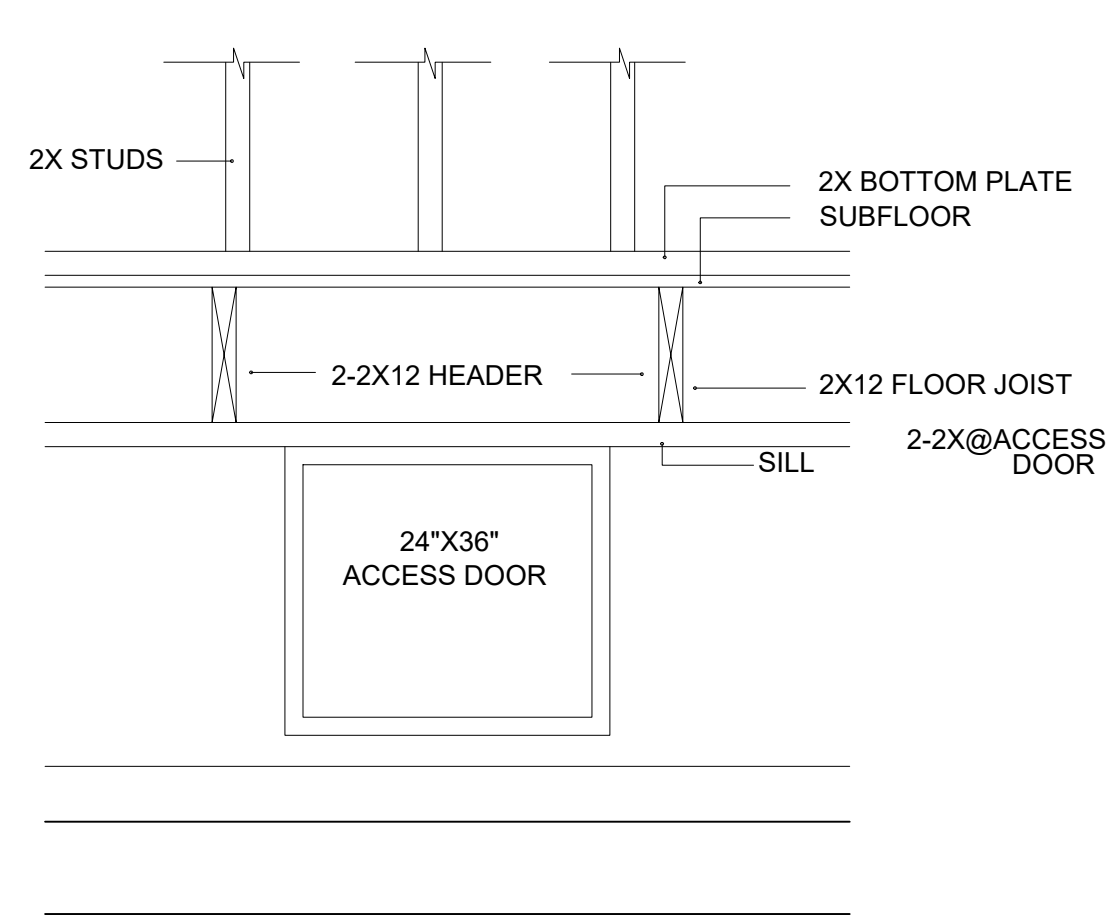 2X STUDS
2X BOTTOM PLATE
SUBFLOOR
2-2X12 HEADER
2X12 FLOOR JOIST
2-2X@ACCESS
DOOR
SILL
24"X36"
ACCESS DOOR